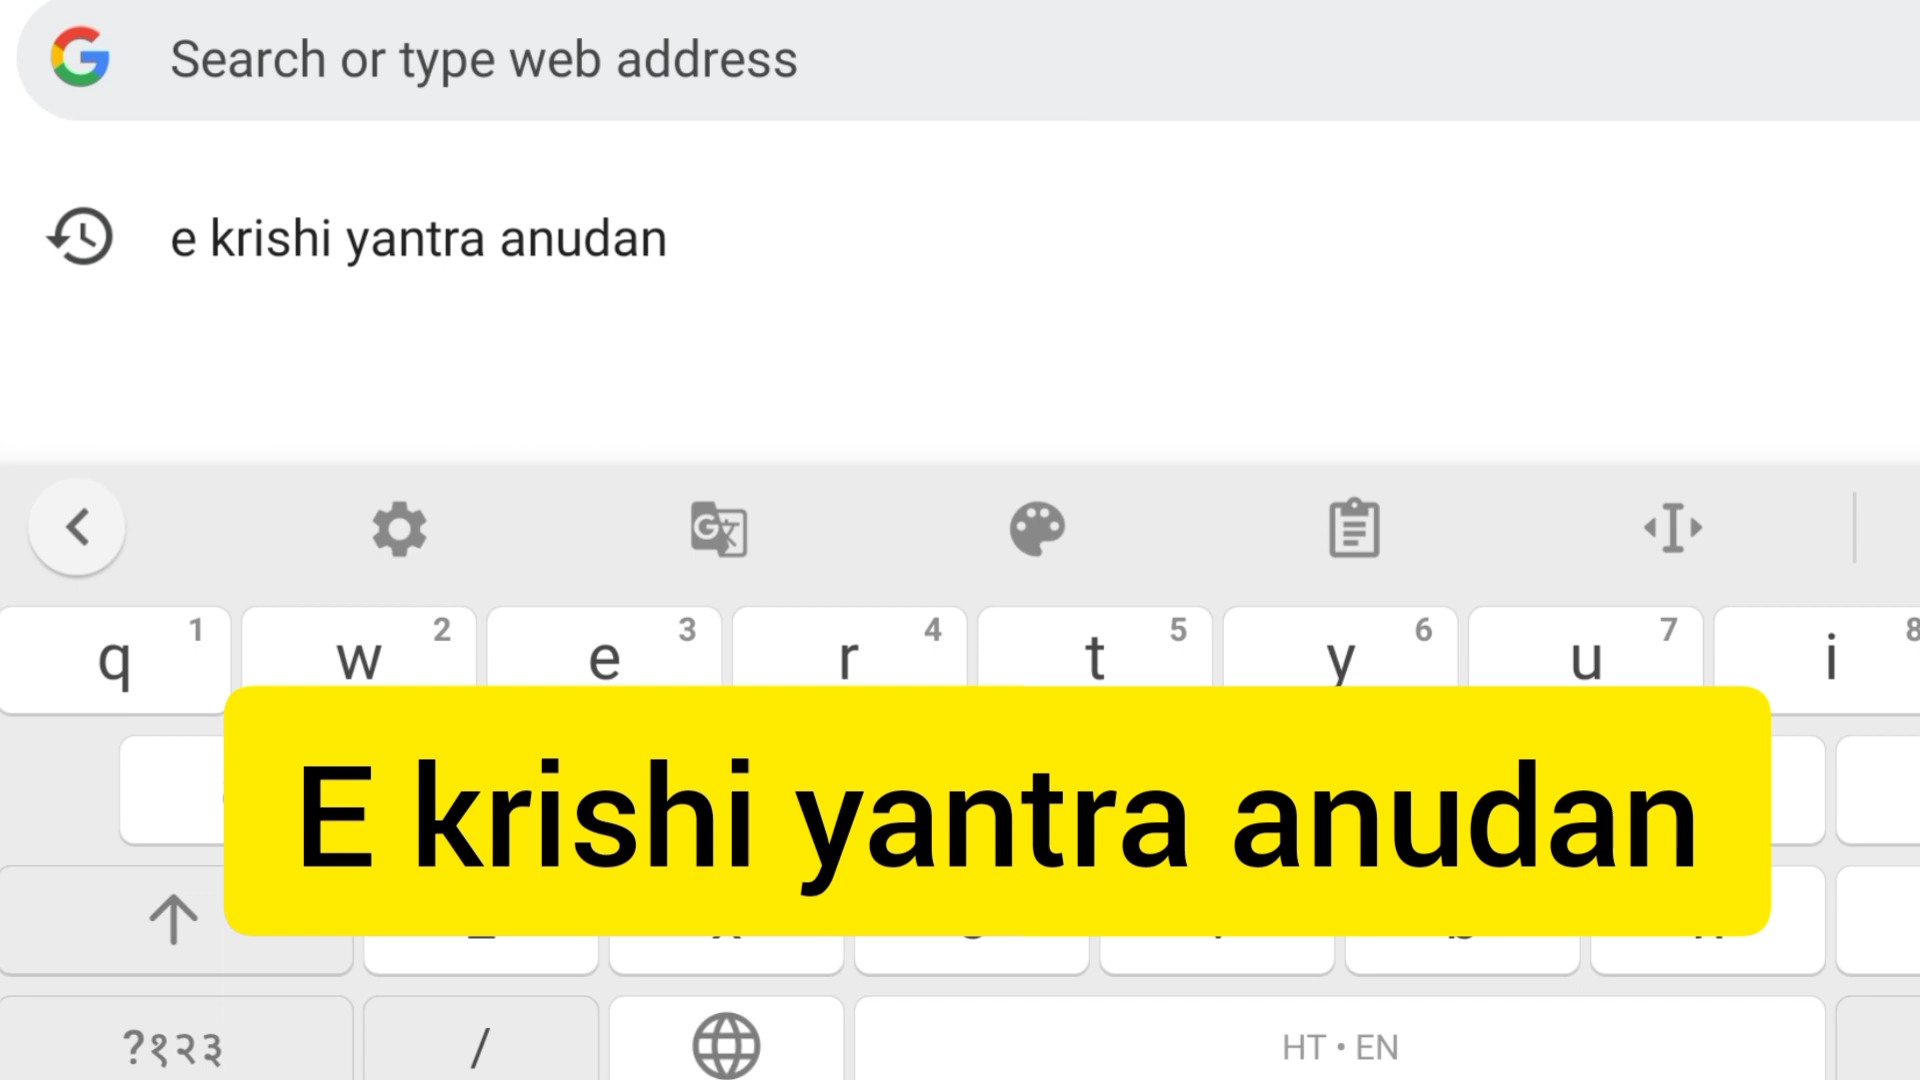 Search or type web address
e krishi yantra anudan
q 1 w 2 e 3 r 4 t 5 y 6 u 7 i 8
E krishi yantra anudan
?१२३ / HT • EN